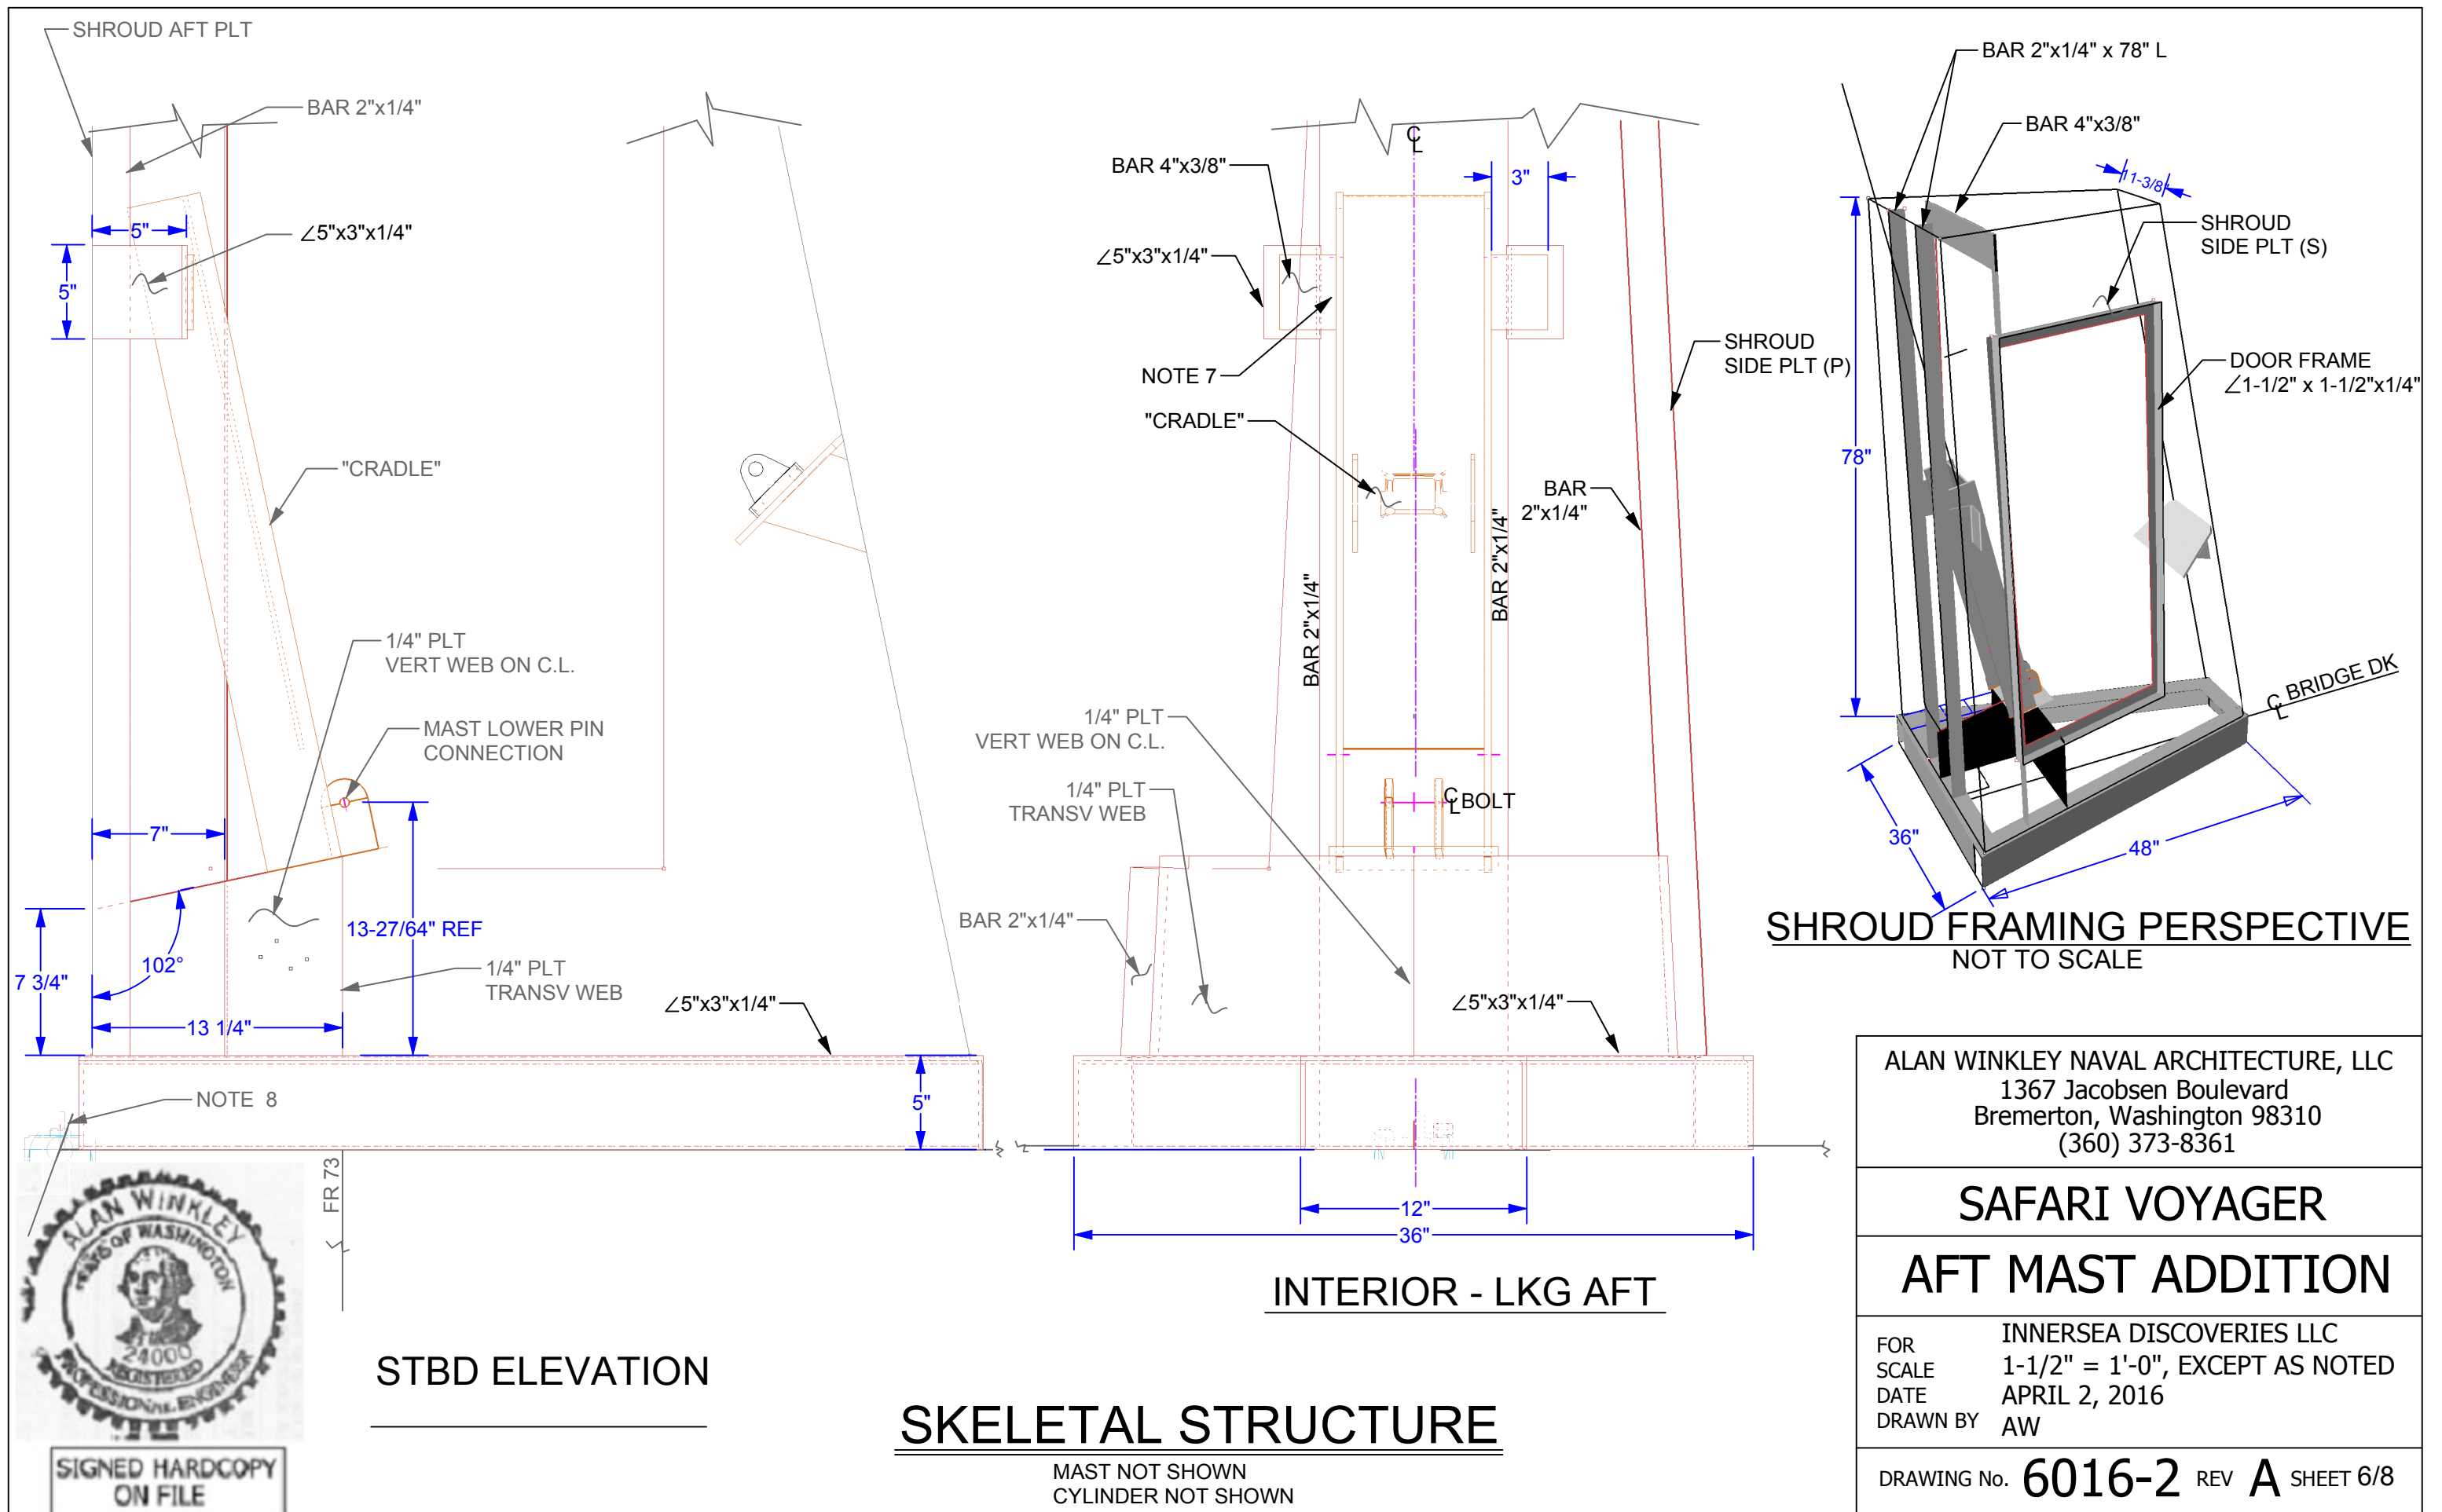 SHROUD AFT PLT
BAR 2"x1/4"
5"
∠5"x3"x1/4"
5"
"CRADLE"
1/4" PLT
VERT WEB ON C.L.
MAST LOWER PIN
CONNECTION
7"
13-27/64" REF
102°
7 3/4"
1/4" PLT
TRANSV WEB
13 1/4"
∠5"x3"x1/4"
NOTE 8
5"
FR 73
ALAN WINKLEY
STATE OF WASHINGTON
24000
REGISTERED
PROFESSIONAL ENGINEER
SIGNED HARDCOPY
ON FILE
STBD ELEVATION
CL
BAR 4"x3/8"
3"
∠5"x3"x1/4"
NOTE 7
"CRADLE"
SHROUD
SIDE PLT (P)
BAR
2"x1/4"
BAR 2"x1/4"
BAR 2"x1/4"
1/4" PLT
VERT WEB ON C.L.
1/4" PLT
TRANSV WEB
CL BOLT
BAR 2"x1/4"
∠5"x3"x1/4"
12"
36"
INTERIOR - LKG AFT
SKELETAL STRUCTURE
MAST NOT SHOWN
CYLINDER NOT SHOWN
BAR 2"x1/4" x 78" L
BAR 4"x3/8"
11-3/8"
SHROUD
SIDE PLT (S)
DOOR FRAME
∠1-1/2" x 1-1/2"x1/4"
78"
CL BRIDGE DK
36"
48"
SHROUD FRAMING PERSPECTIVE
NOT TO SCALE
ALAN WINKLEY NAVAL ARCHITECTURE, LLC
1367 Jacobsen Boulevard
Bremerton, Washington 98310
(360) 373-8361
SAFARI VOYAGER
AFT MAST ADDITION
FOR INNERSEA DISCOVERIES LLC
SCALE 1-1/2" = 1'-0", EXCEPT AS NOTED
DATE APRIL 2, 2016
DRAWN BY AW
DRAWING No. 6016-2 REV A SHEET 6/8